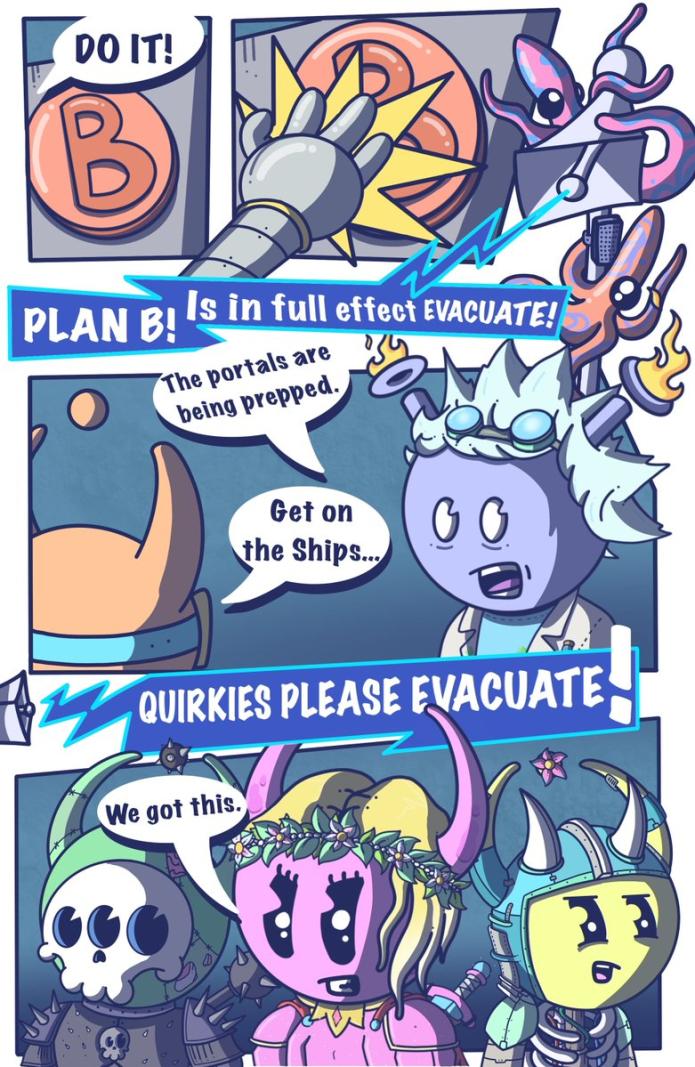 DO IT!
B
B
PLAN B! Is in full effect EVACUATE!
The portals are
being prepped.
Get on
the Ships...
QUIRKIES PLEASE EVACUATE!
We got this.